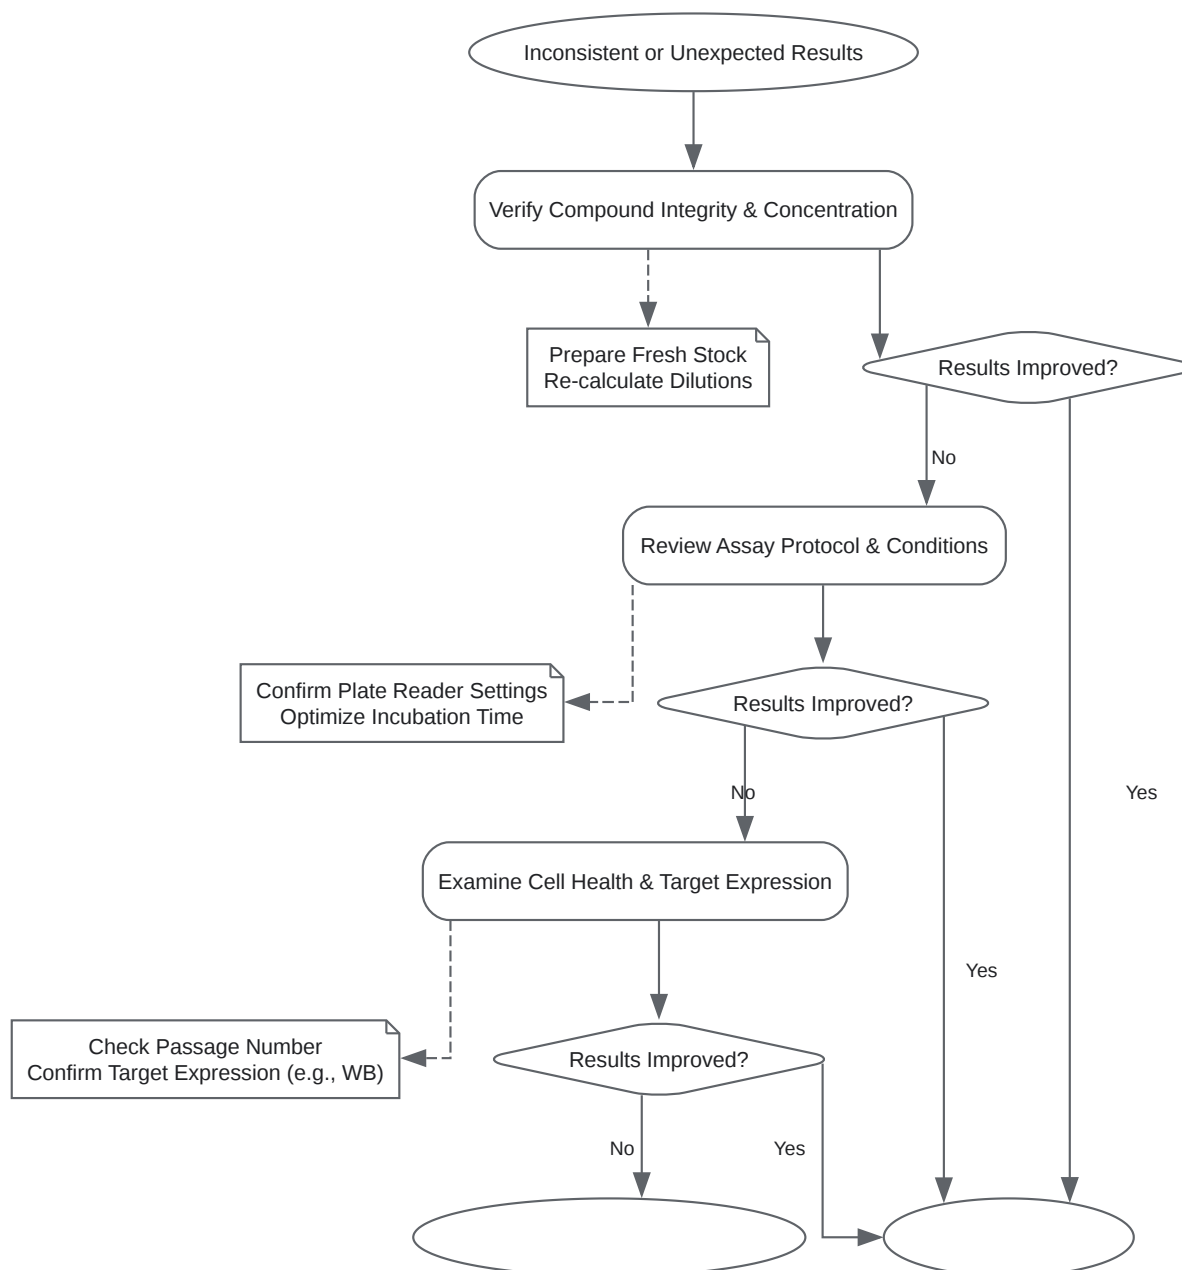 Inconsistent or Unexpected Results
Verify Compound Integrity & Concentration
Prepare Fresh Stock
Re-calculate Dilutions
Results Improved?
No
Review Assay Protocol & Conditions
Confirm Plate Reader Settings
Optimize Incubation Time
Results Improved?
No
Yes
Examine Cell Health & Target Expression
Yes
Check Passage Number
Confirm Target Expression (e.g., WB)
Results Improved?
No
Yes